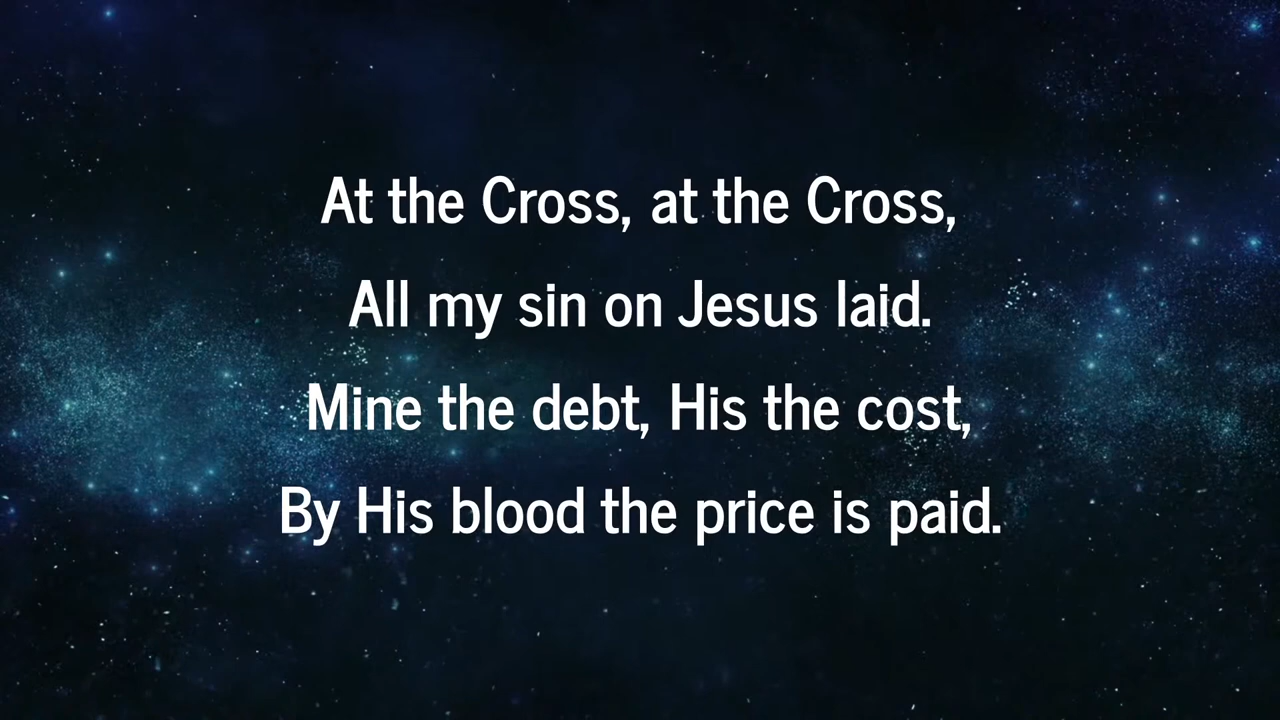 At the Cross, at the Cross,
All my sin on Jesus laid.
Mine the debt, His the cost,
By His blood the price is paid.